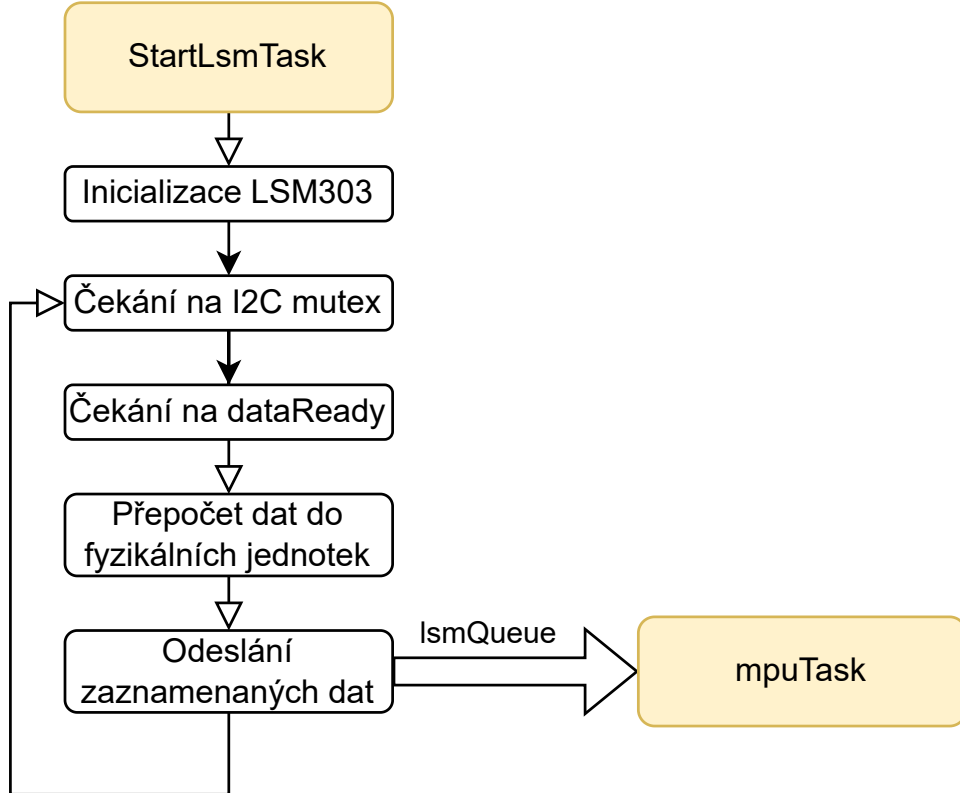 StartLsmTask
Inicializace LSM303
Čekání na I2C mutex
Čekání na dataReady
Přepočet dat do
fyzikálních jednotek
Odeslání
zaznamenaných dat
lsmQueue
mpuTask